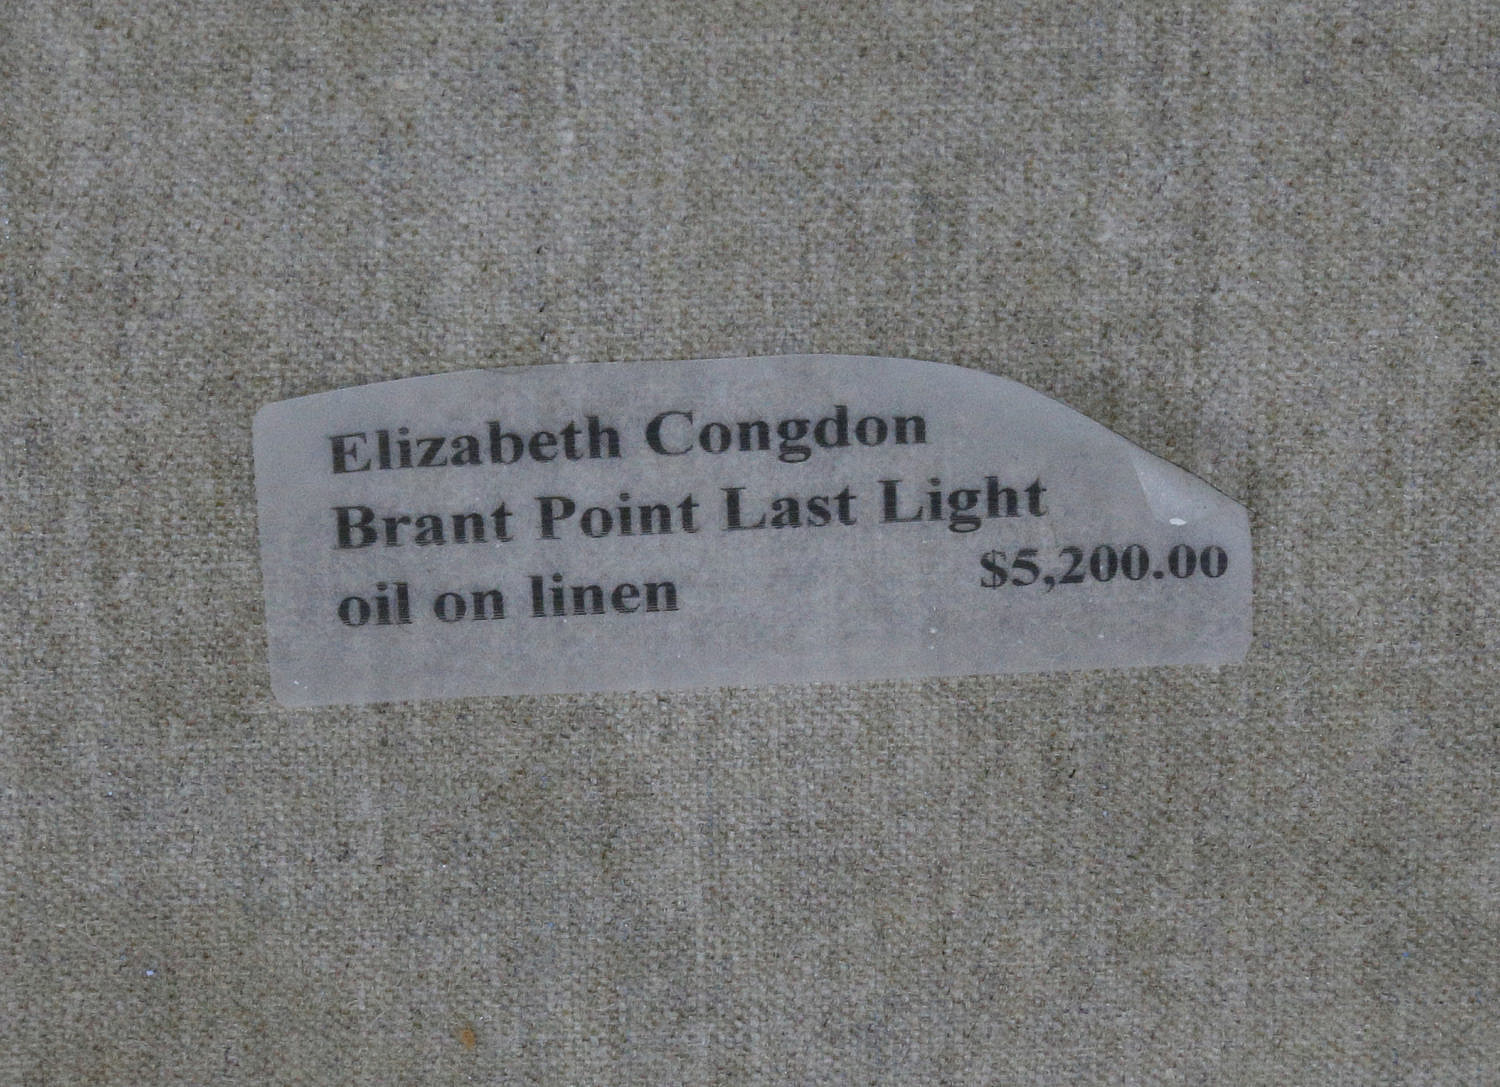 Elizabeth Congdon
Brant Point Last Light
$5,200.00
oil on linen